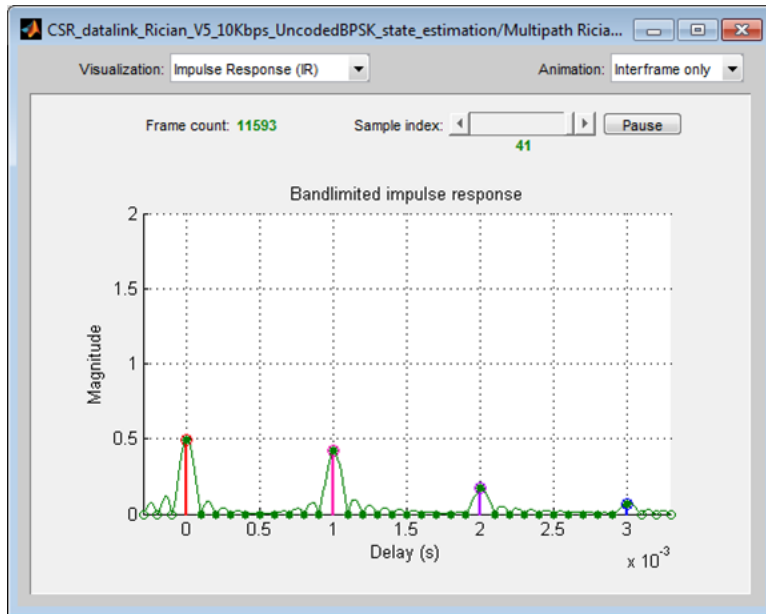 CSR_datalink_Rician_V5_10Kbps_UncodedBPSK_state_estimation/Multipath Ricia...
Visualization: Impulse Response (IR) Animation: Interframe only
Frame count: 11593 Sample index: Pause
41
Bandlimited impulse response
2
1.5
1
0.5
0
Magnitude
0 0.5 1 1.5 2 2.5 3
Delay (s)
x 10^-3